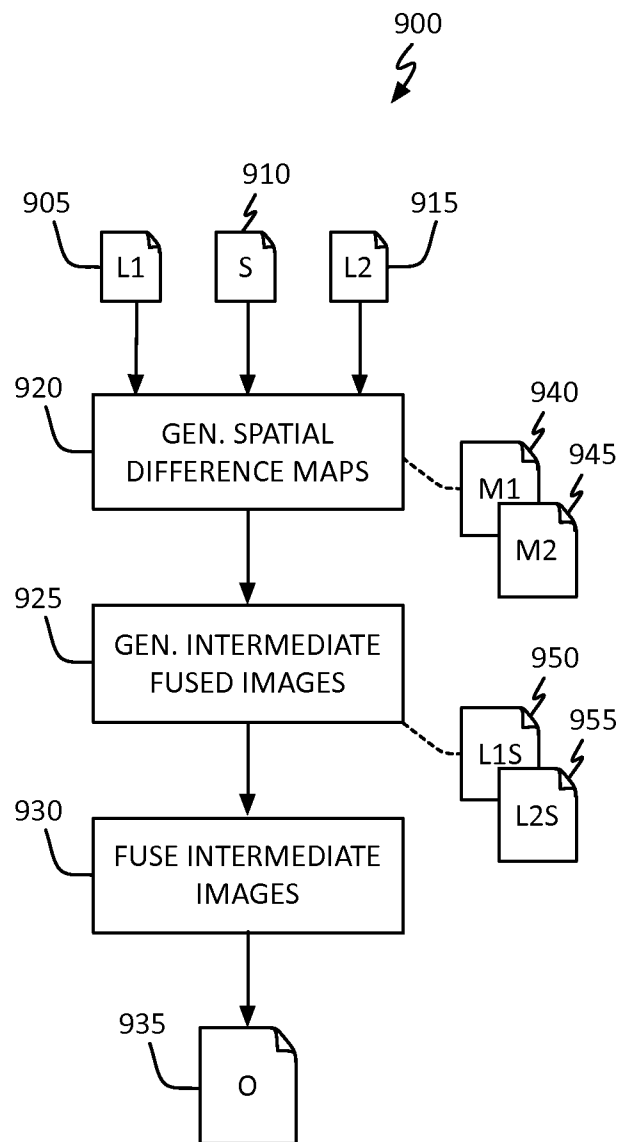 900
910
905
915
L1
S
L2
920
GEN. SPATIAL
DIFFERENCE MAPS
940
945
M1
M2
925
GEN. INTERMEDIATE
FUSED IMAGES
950
955
L1S
L2S
930
FUSE INTERMEDIATE
IMAGES
935
O